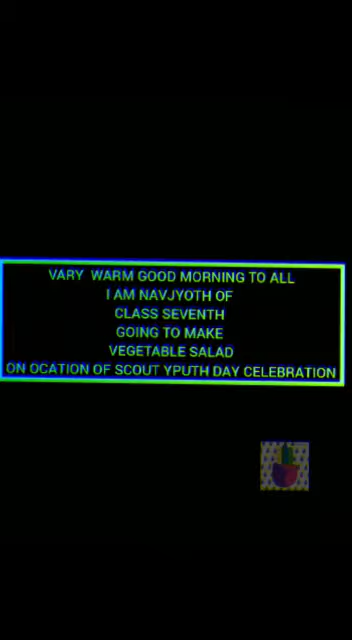 VARY WARM GOOD MORNING TO ALL
I AM NAVJYOTH OF
CLASS SEVENTH
GOING TO MAKE
VEGETABLE SALAD
ON OCATION OF SCOUT YPUTH DAY CELEBRATION